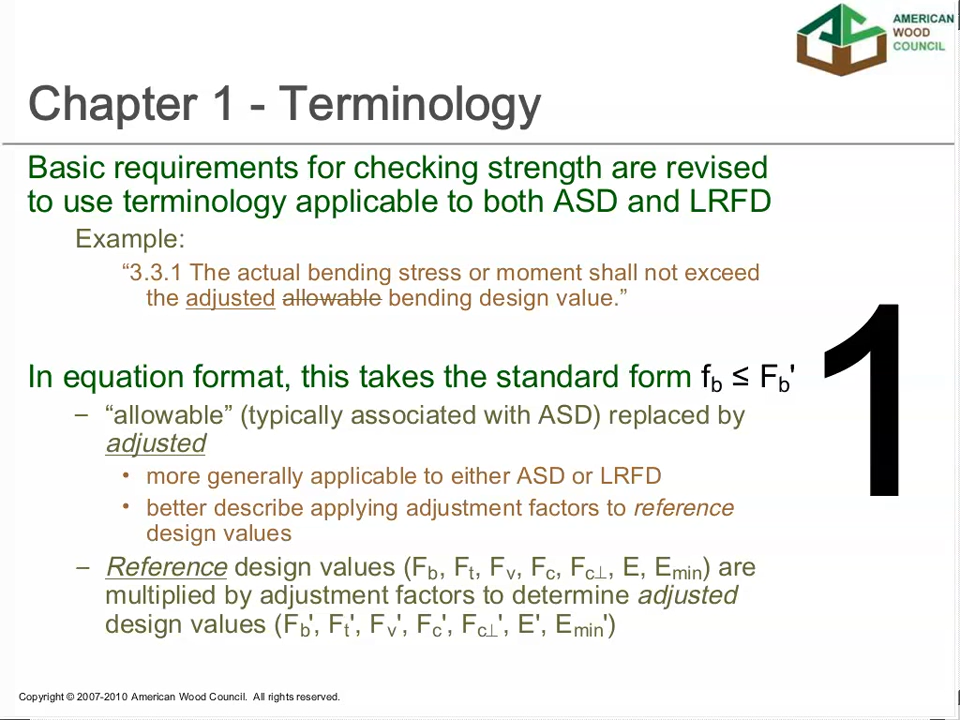 AMERICAN
WOOD
COUNCIL
Chapter 1 - Terminology
Basic requirements for checking strength are revised
to use terminology applicable to both ASD and LRFD
Example:
“3.3.1 The actual bending stress or moment shall not exceed
the adjusted allowable bending design value.”
In equation format, this takes the standard form fb ≤ Fb'
– “allowable” (typically associated with ASD) replaced by
adjusted
• more generally applicable to either ASD or LRFD
• better describe applying adjustment factors to reference
design values
– Reference design values (Fb, Ft, Fv, Fc, Fc⊥, E, Emin) are
multiplied by adjustment factors to determine adjusted
design values (Fb', Ft', Fv', Fc', Fc⊥', E', Emin')
1
Copyright © 2007-2010 American Wood Council. All rights reserved.